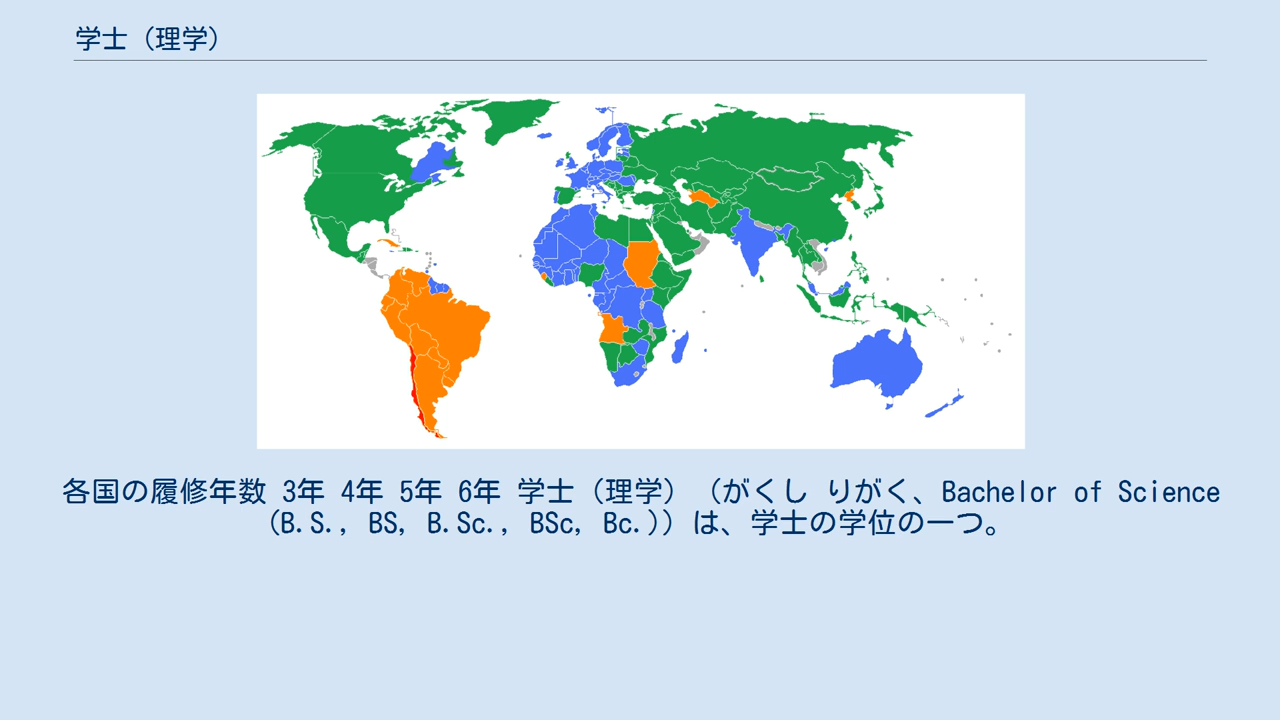 学士（理学）
各国の履修年数 3年 4年 5年 6年 学士（理学）（がくし りがく、Bachelor of Science
（B.S., BS, B.Sc., BSc, Bc.)）は、学士の学位の一つ。